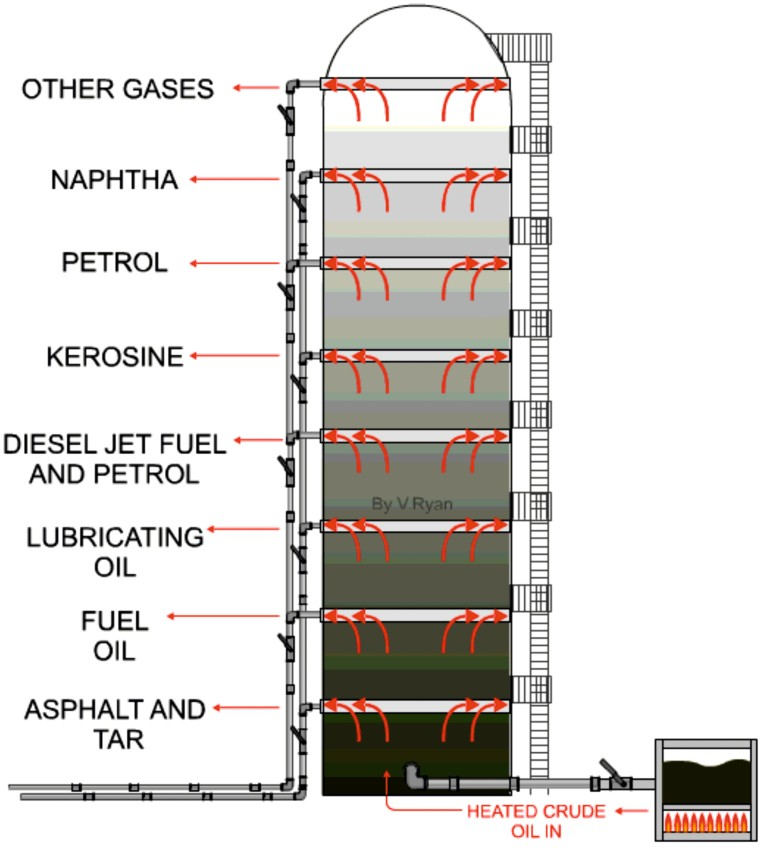 OTHER GASES
NAPHTHA
PETROL
KEROSINE
DIESEL JET FUEL
AND PETROL
By V.Ryan
LUBRICATING
OIL
FUEL
OIL
ASPHALT AND
TAR
HEATED CRUDE
OIL IN